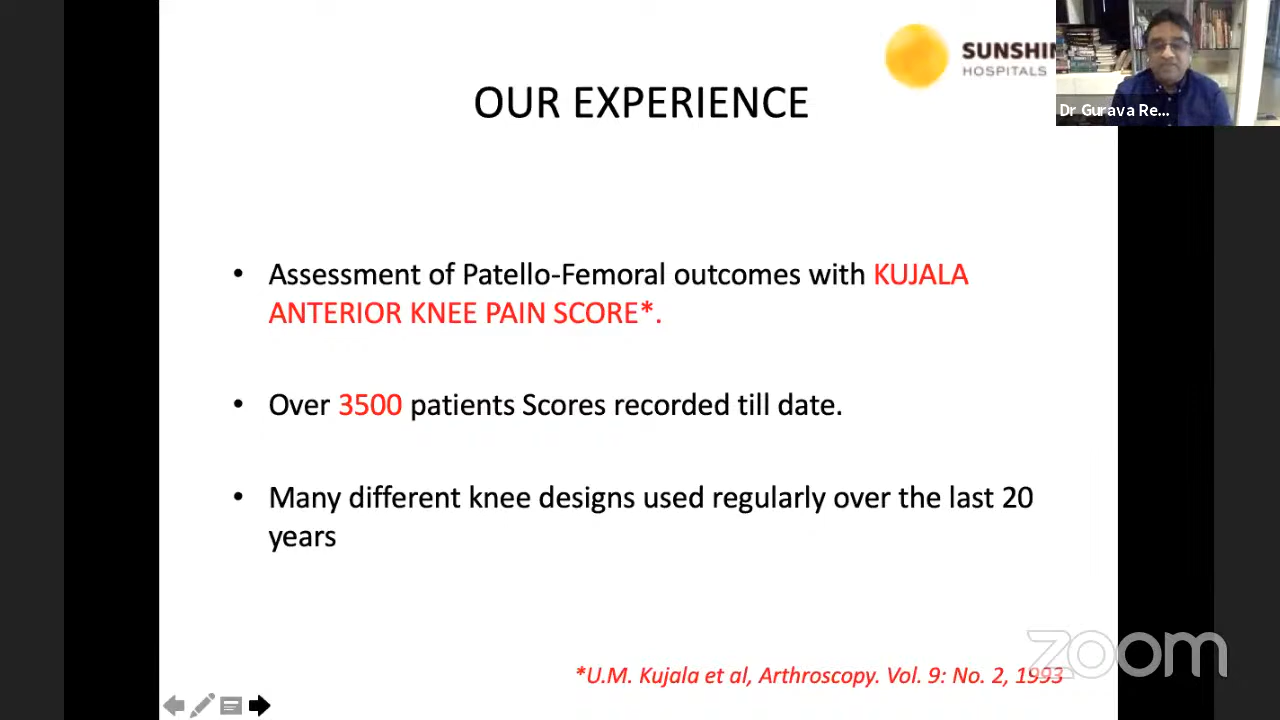 SUNSHIN
HOSPITALS
Dr Gurava Re...
OUR EXPERIENCE
• Assessment of Patello-Femoral outcomes with KUJALA
ANTERIOR KNEE PAIN SCORE*.
• Over 3500 patients Scores recorded till date.
• Many different knee designs used regularly over the last 20
years
zoom
*U.M. Kujala et al, Arthroscopy. Vol. 9: No. 2, 1993